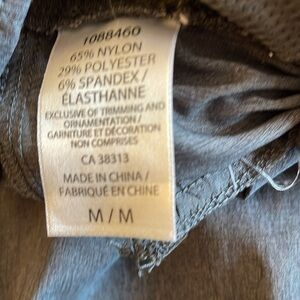 1088460
65% NYLON
29% POLYESTER
6% SPANDEX /
ÉLASTHANNE
EXCLUSIVE OF TRIMMING AND
ORNAMENTATION /
GARNITURE ET DÉCORATION
NON COMPRISES
CA 38313
MADE IN CHINA /
FABRIQUÉ EN CHINE
M / M